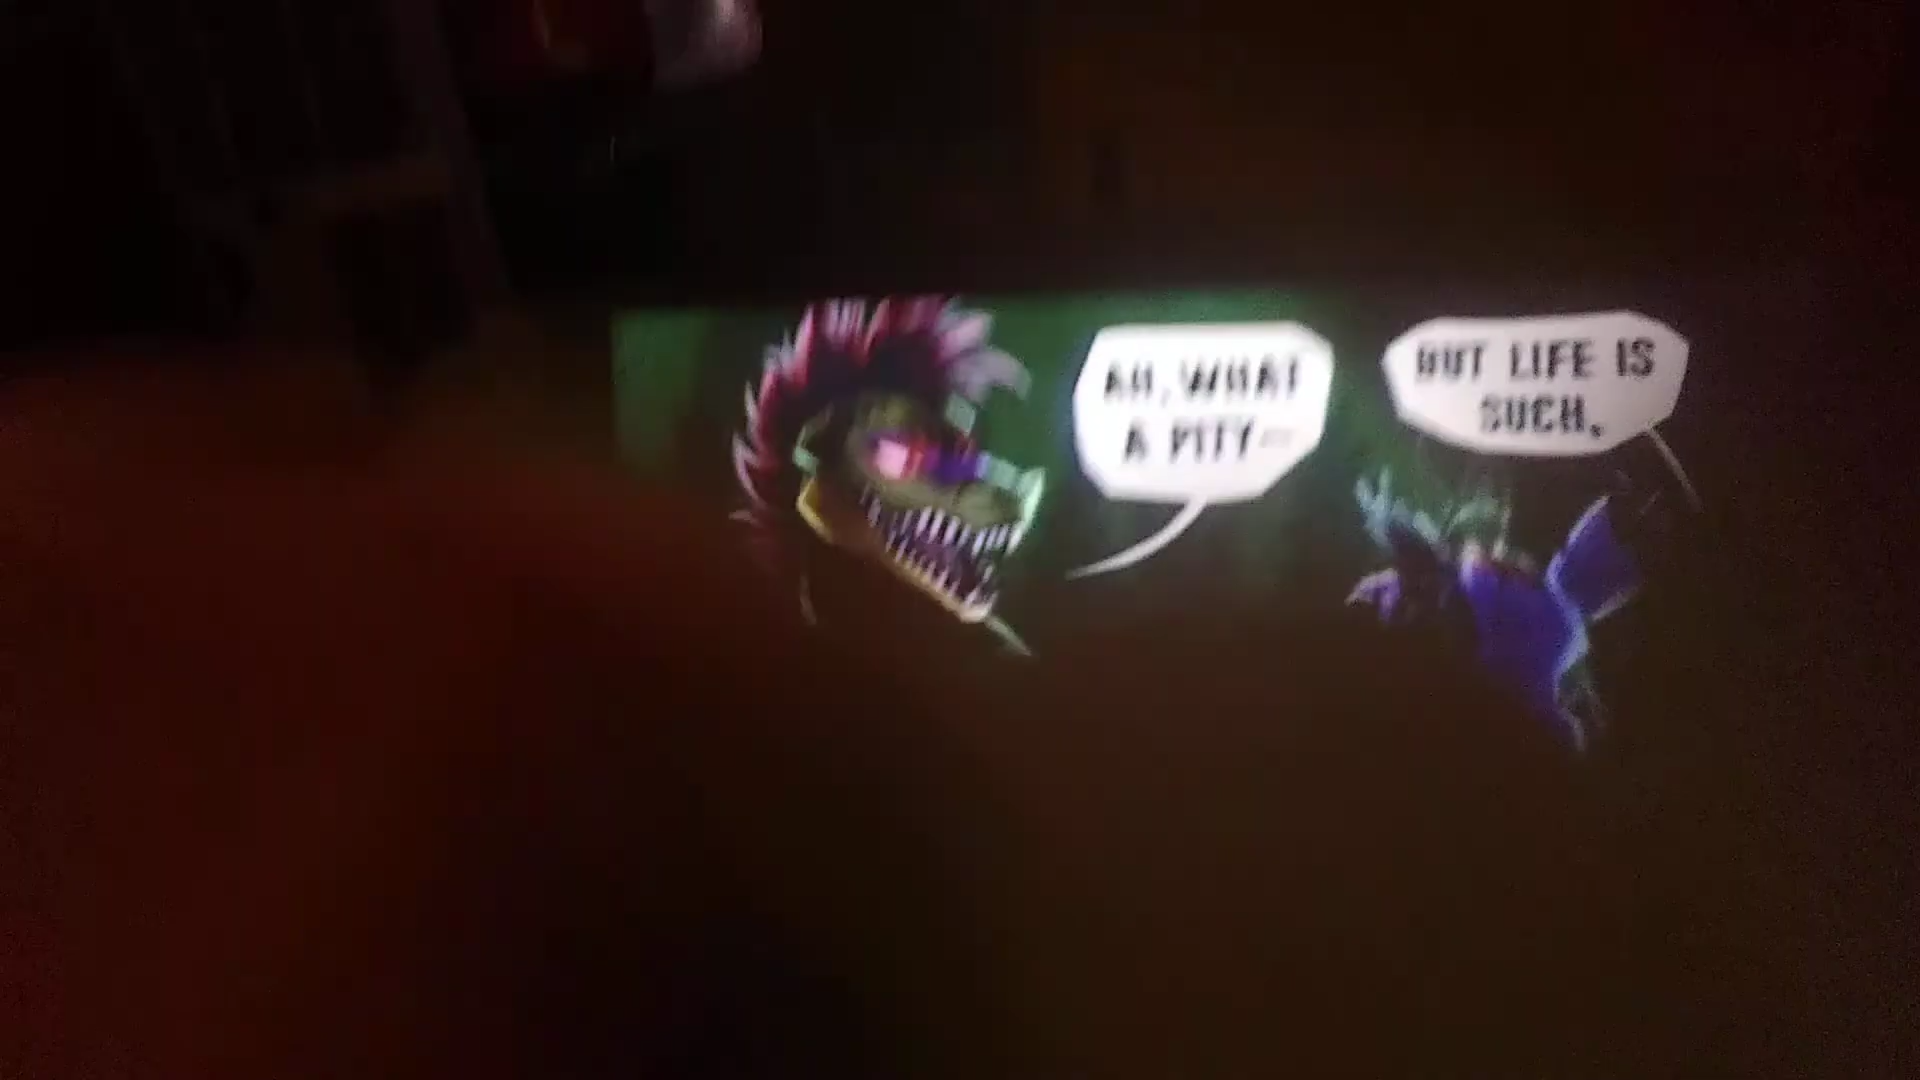 AH, WHAT
A PITY--
BUT LIFE IS
SUCH.